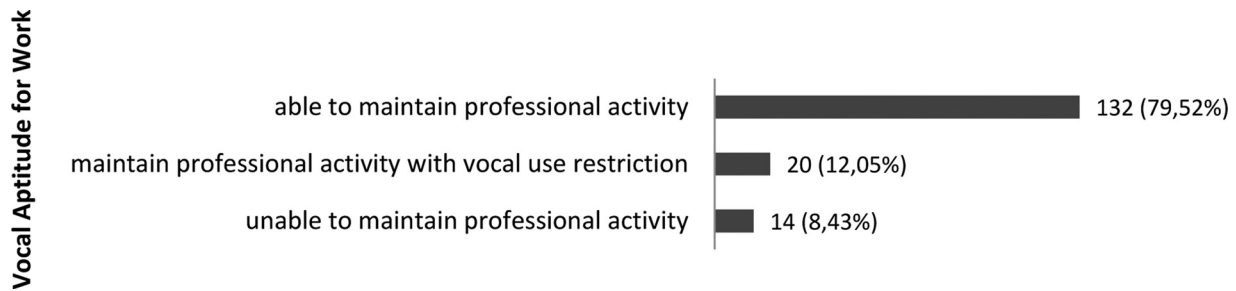 Vocal Aptitude for Work
able to maintain professional activity 132 (79,52%)
maintain professional activity with vocal use restriction 20 (12,05%)
unable to maintain professional activity 14 (8,43%)